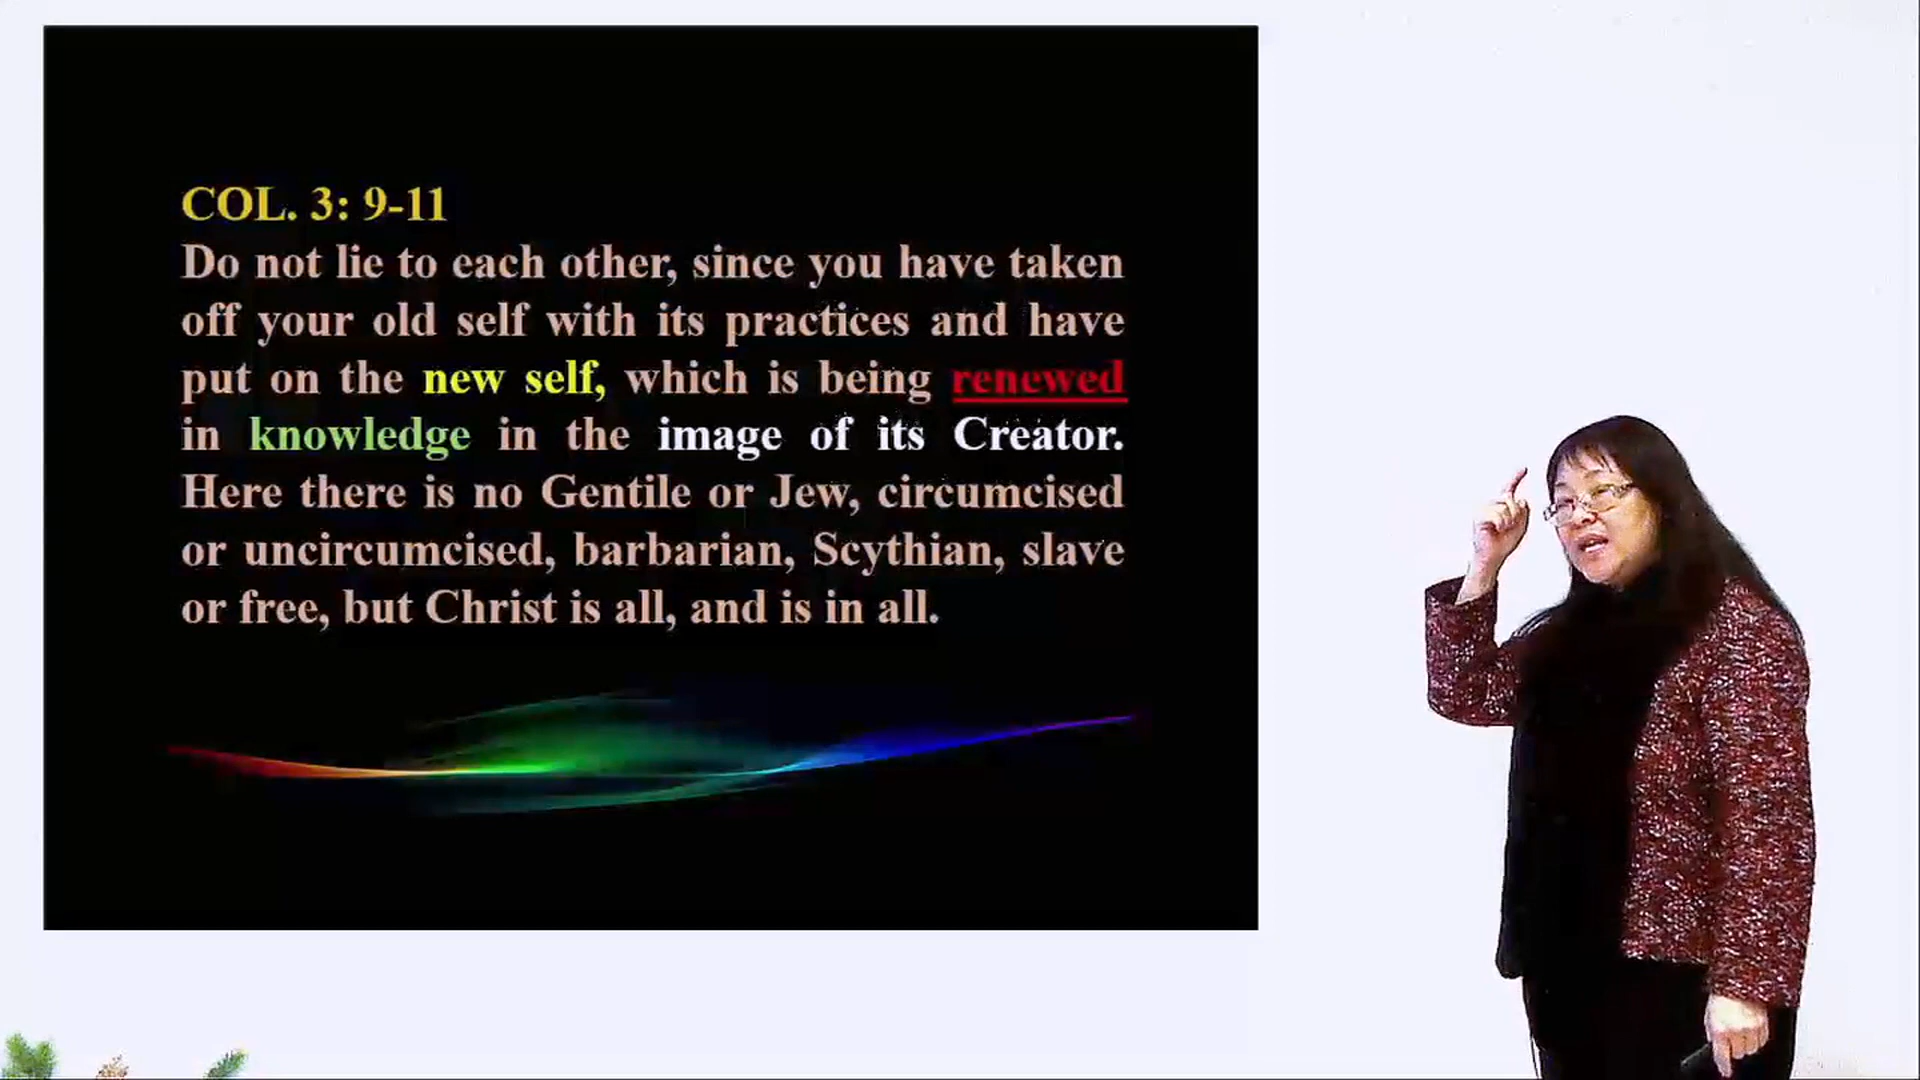 COL. 3: 9-11
Do not lie to each other, since you have taken
off your old self with its practices and have
put on the new self, which is being renewed
in knowledge in the image of its Creator.
Here there is no Gentile or Jew, circumcised
or uncircumcised, barbarian, Scythian, slave
or free, but Christ is all, and is in all.